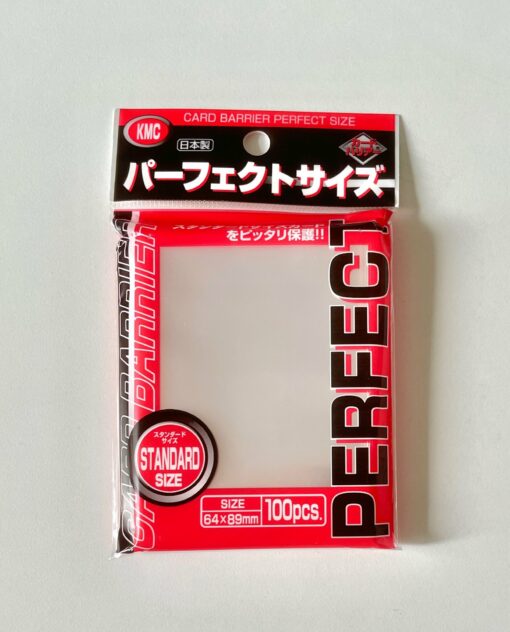 CARD BARRIER PERFECT SIZE
KMC
日本製
パーフェクトサイズ
をピッタリ保護!!
CARD BARRIER
PERFECT
スタンダード
サイズ
STANDARD
SIZE
SIZE
64×89mm
100pcs.